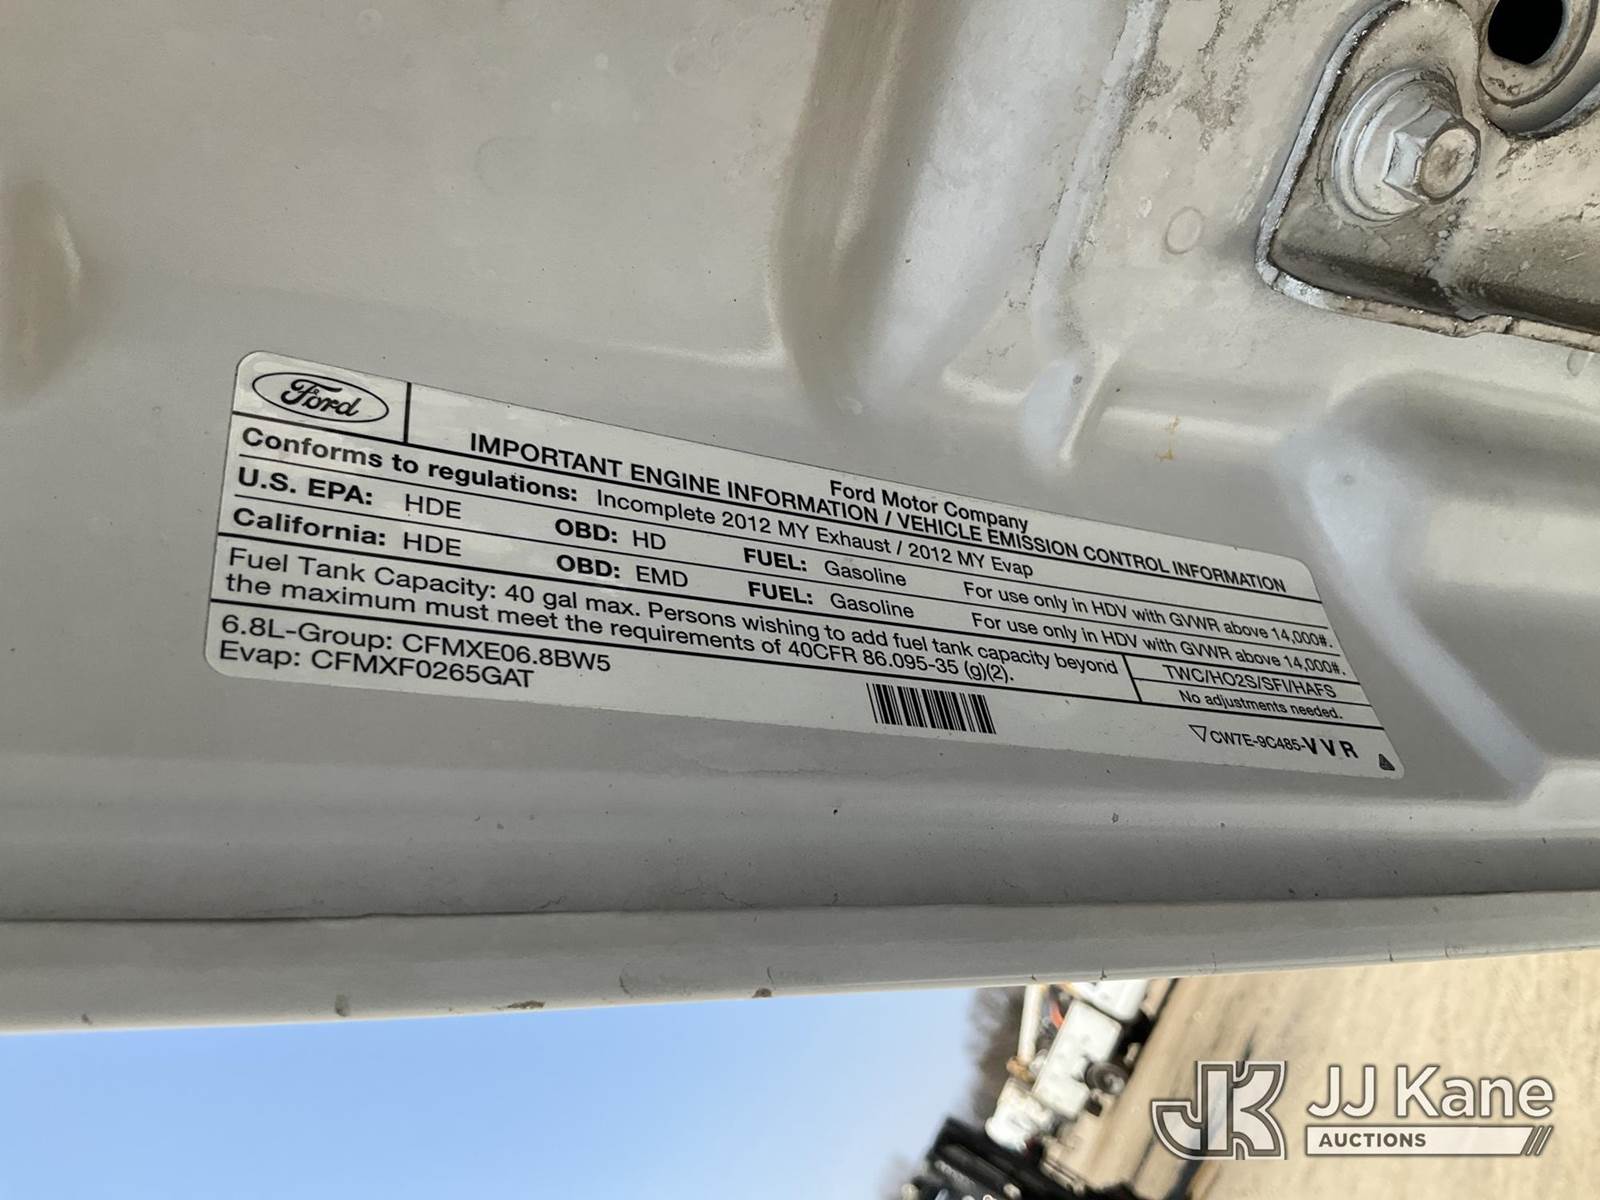 Ford
Ford Motor Company
IMPORTANT ENGINE INFORMATION / VEHICLE EMISSION CONTROL INFORMATION
Conforms to regulations: Incomplete 2012 MY Exhaust / 2012 MY Evap
U.S. EPA: HDE OBD: HD FUEL: Gasoline For use only in HDV with GVWR above 14,000#.
California: HDE OBD: EMD FUEL: Gasoline For use only in HDV with GVWR above 14,000#.
Fuel Tank Capacity: 40 gal max. Persons wishing to add fuel tank capacity beyond
the maximum must meet the requirements of 40CFR 86.095-35 (g)(2).
TWC/HO2S/SFI/HAFS
No adjustments needed.
6.8L-Group: CFMXE06.8BW5
Evap: CFMXF0265GAT
CW7E-9C485-VVR
JK
JJ Kane
AUCTIONS